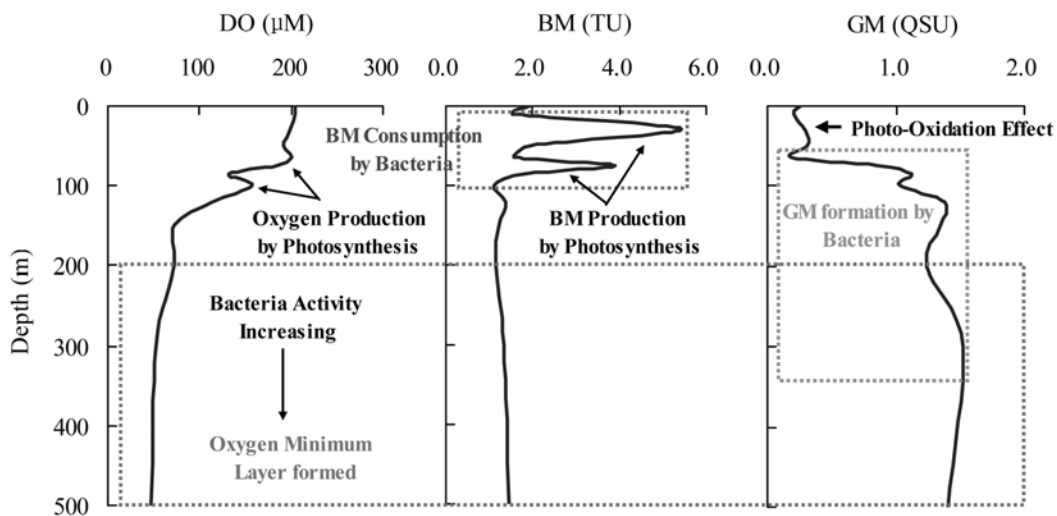 DO (µM)
BM (TU)
GM (QSU)
0 100 200 300
0.0 2.0 4.0 6.0
0.0 1.0 2.0
Depth (m)
0
100
200
300
400
500
BM Consumption
by Bacteria
Photo-Oxidation Effect
Oxygen Production
by Photosynthesis
BM Production
by Photosynthesis
GM formation by
Bacteria
Bacteria Activity
Increasing
Oxygen Minimum
Layer formed